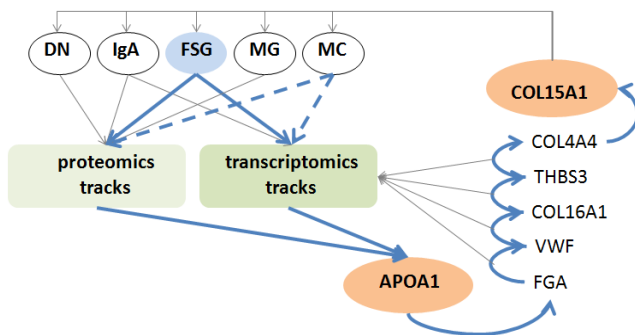 DN
IgA
FSG
MG
MC
COL15A1
COL4A4
proteomics
tracks
transcriptomics
tracks
THBS3
COL16A1
VWF
APOA1
FGA